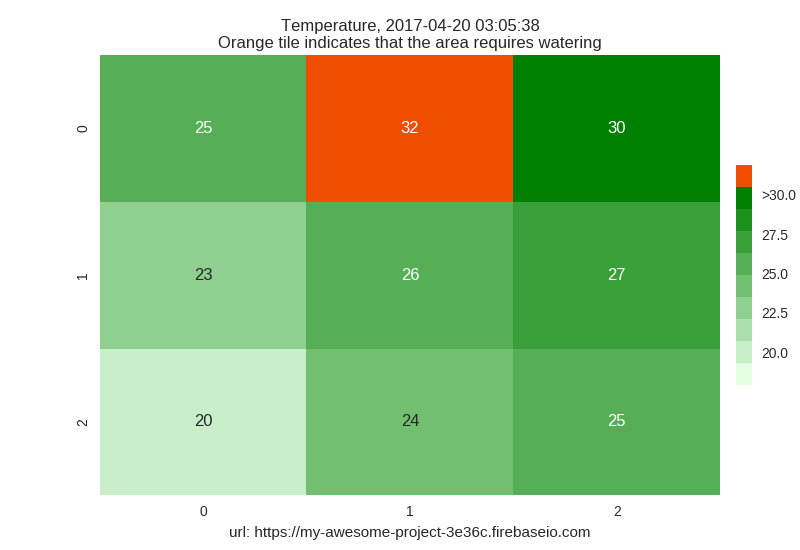 Temperature, 2017-04-20 03:05:38
Orange tile indicates that the area requires watering
0 25 32 30
>30.0
27.5
1 23 26 27
25.0
22.5
20.0
2 20 24 25
0 1 2
url: https://my-awesome-project-3e36c.firebaseio.com